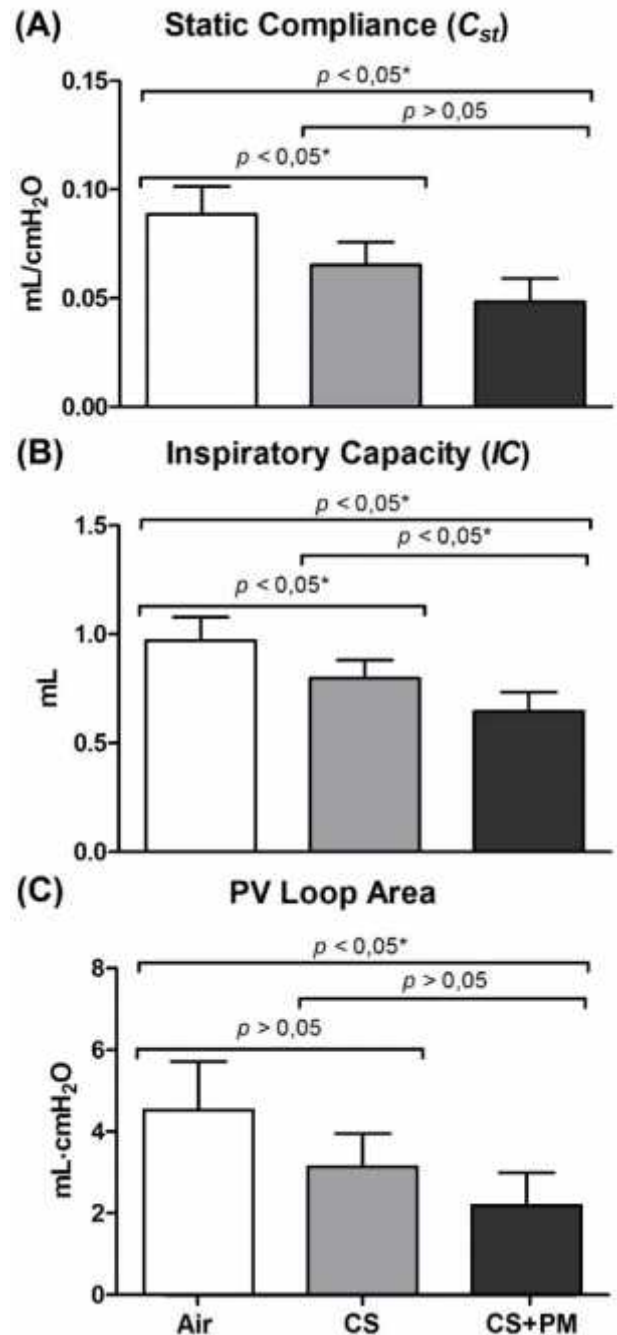 (A) Static Compliance (Cst)
p < 0,05*
p > 0,05
p < 0,05*
0.15
0.10
0.05
0.00
mL/cmH₂O
(B) Inspiratory Capacity (IC)
p < 0,05*
p < 0,05*
p < 0,05*
1.5
1.0
0.5
0.0
mL
(C) PV Loop Area
p < 0,05*
p > 0,05
p > 0,05
8
6
4
2
0
mL·cmH₂O
Air CS CS+PM